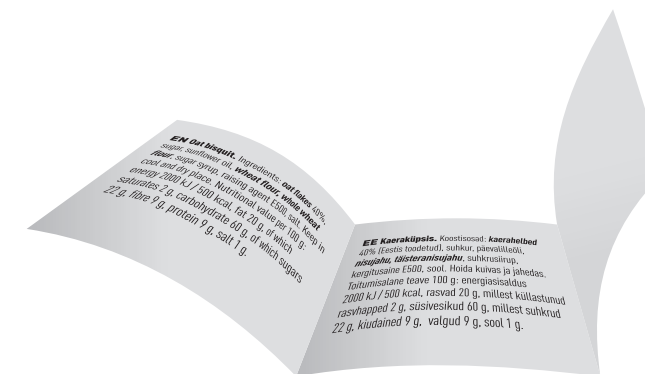 EN Oat bisquit. Ingredients: oat flakes 40%,
sugar, sunflower oil, wheat flour, whole wheat
flour, sugar syrup, raising agent E500, salt. Keep in
cool and dry place. Nutritional value per 100 g:
energy 2000 kJ / 500 kcal, fat 20 g, of which
saturates 2 g, carbohydrate 60 g, of which sugars
22 g, fibre 9 g, protein 9 g, salt 1 g.
EE Kaeraküpsis. Koostisosad: kaerahelbed
40% (Eestis toodetud), suhkur, päevalilleõli,
nisujahu, täisteranisujahu, suhkrusiirup,
kergitusaine E500, sool. Hoida kuivas ja jahedas.
Toitumisalane teave 100 g: energiasisaldus
2000 kJ / 500 kcal, rasvad 20 g, millest küllastunud
rasvhapped 2 g, süsivesikud 60 g, millest suhkrud
22 g, kiudained 9 g, valgud 9 g, sool 1 g.